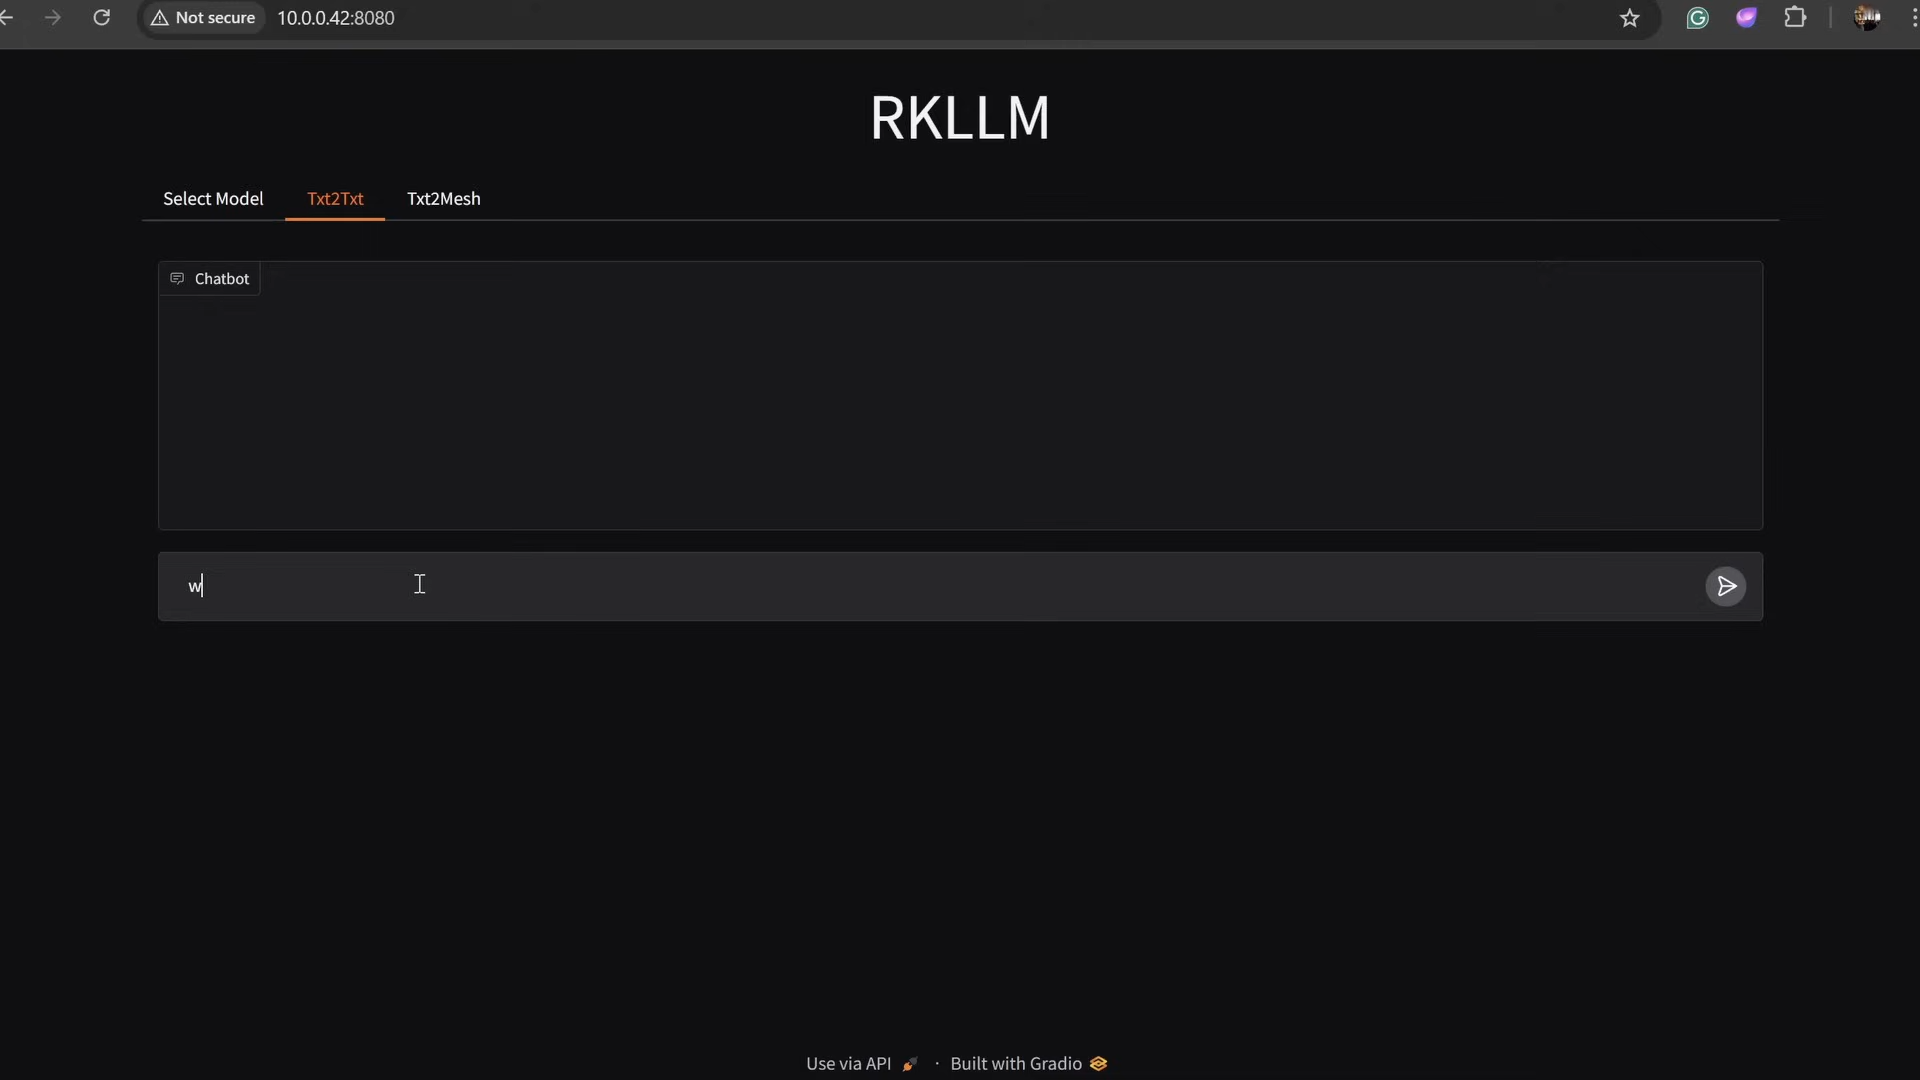 Not secure 10.0.0.42:8080
RKLLM
Select Model Txt2Txt Txt2Mesh
Chatbot
w
Use via API · Built with Gradio